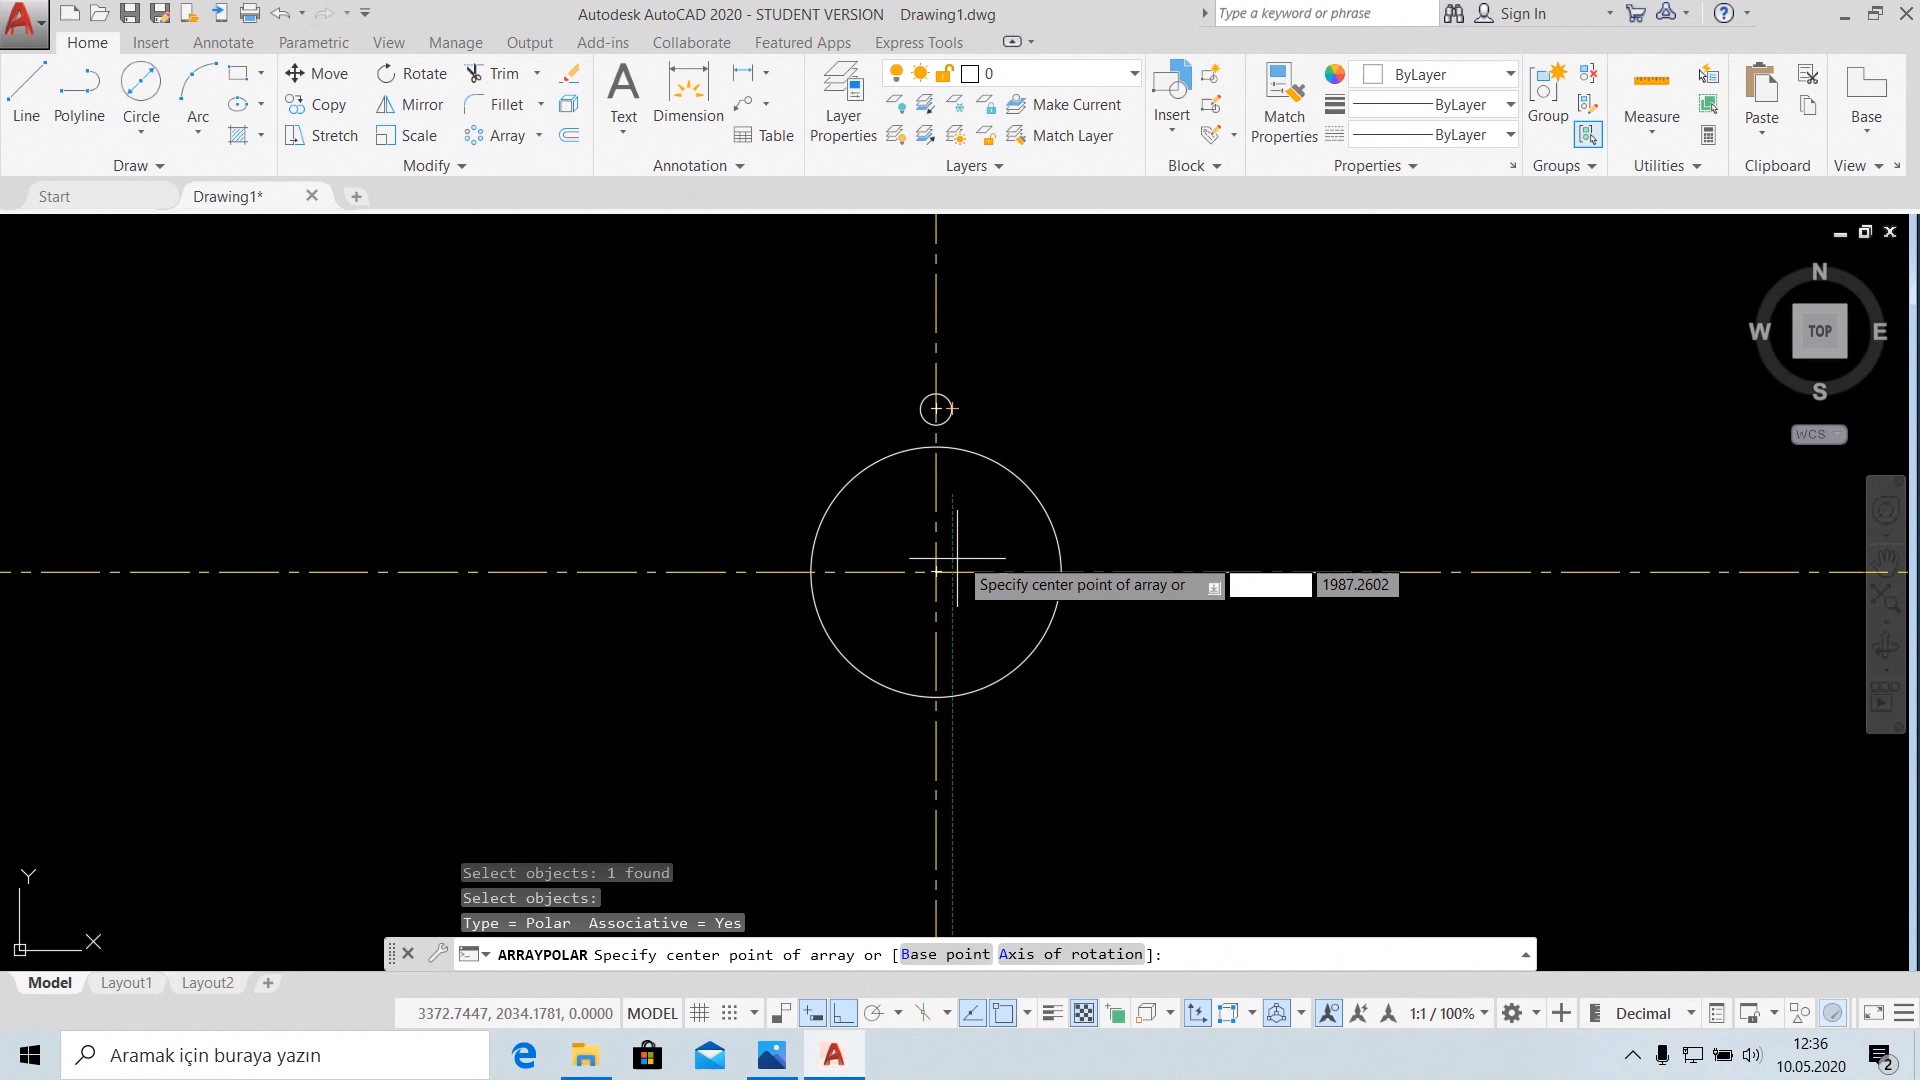 Autodesk AutoCAD 2020 - STUDENT VERSION    Drawing1.dwg
Type a keyword or phrase
Sign In
Home Insert Annotate Parametric View Manage Output Add-ins Collaborate Featured Apps Express Tools
Line
Polyline
Circle
Arc
Draw
Move
Rotate
Trim
Copy
Mirror
Fillet
Stretch
Scale
Array
Modify
Text
Dimension
Table
Annotation
Layer
Properties
0
Make Current
Match Layer
Layers
Insert
Block
Match
Properties
ByLayer
ByLayer
ByLayer
Properties
Group
Groups
Measure
Utilities
Paste
Clipboard
Base
View
Start
Drawing1*
N
W
TOP
E
S
WCS
Specify center point of array or
1987.2602
Y
X
Select objects: 1 found
Select objects:
Type = Polar  Associative = Yes
ARRAYPOLAR Specify center point of array or [Base point Axis of rotation]:
Model Layout1 Layout2
3372.7447, 2034.1781, 0.0000 MODEL
1:1 / 100%
Decimal
Aramak için buraya yazın
12:36
10.05.2020
2